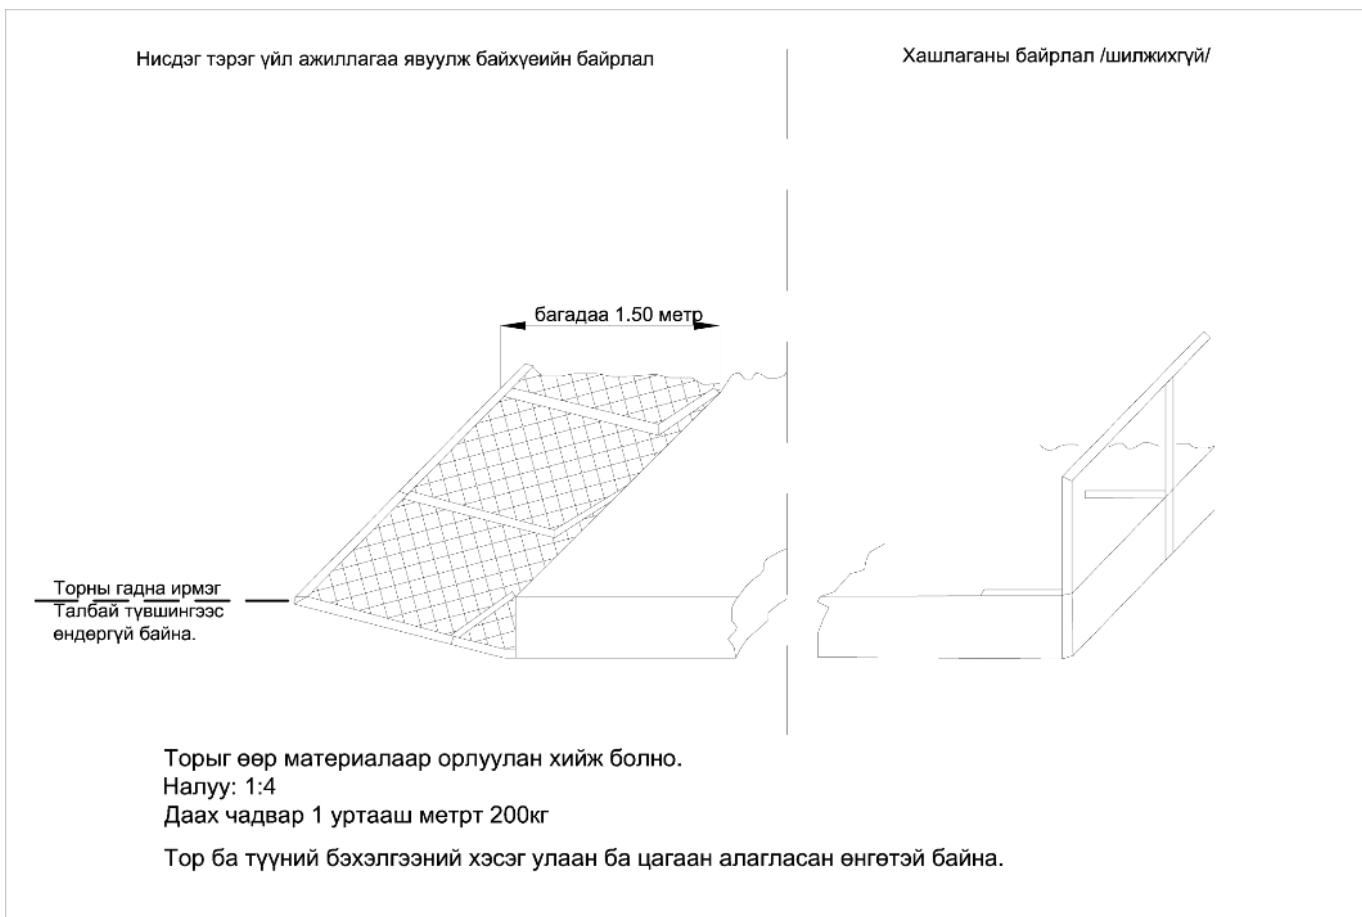 Нисдэг тэрэг үйл ажиллагаа явуулж байхүеийн байрлал
Хашлаганы байрлал /шилжихгүй/
багадаа 1.50 метр
Торны гадна ирмэг
Талбай түвшингээс
өндөргүй байна.
Торыг өөр материалаар орлуулан хийж болно.
Налуу: 1:4
Даах чадвар 1 уртааш метрт 200кг
Тор ба түүний бэхэлгээний хэсэг улаан ба цагаан алагласан өнгөтэй байна.